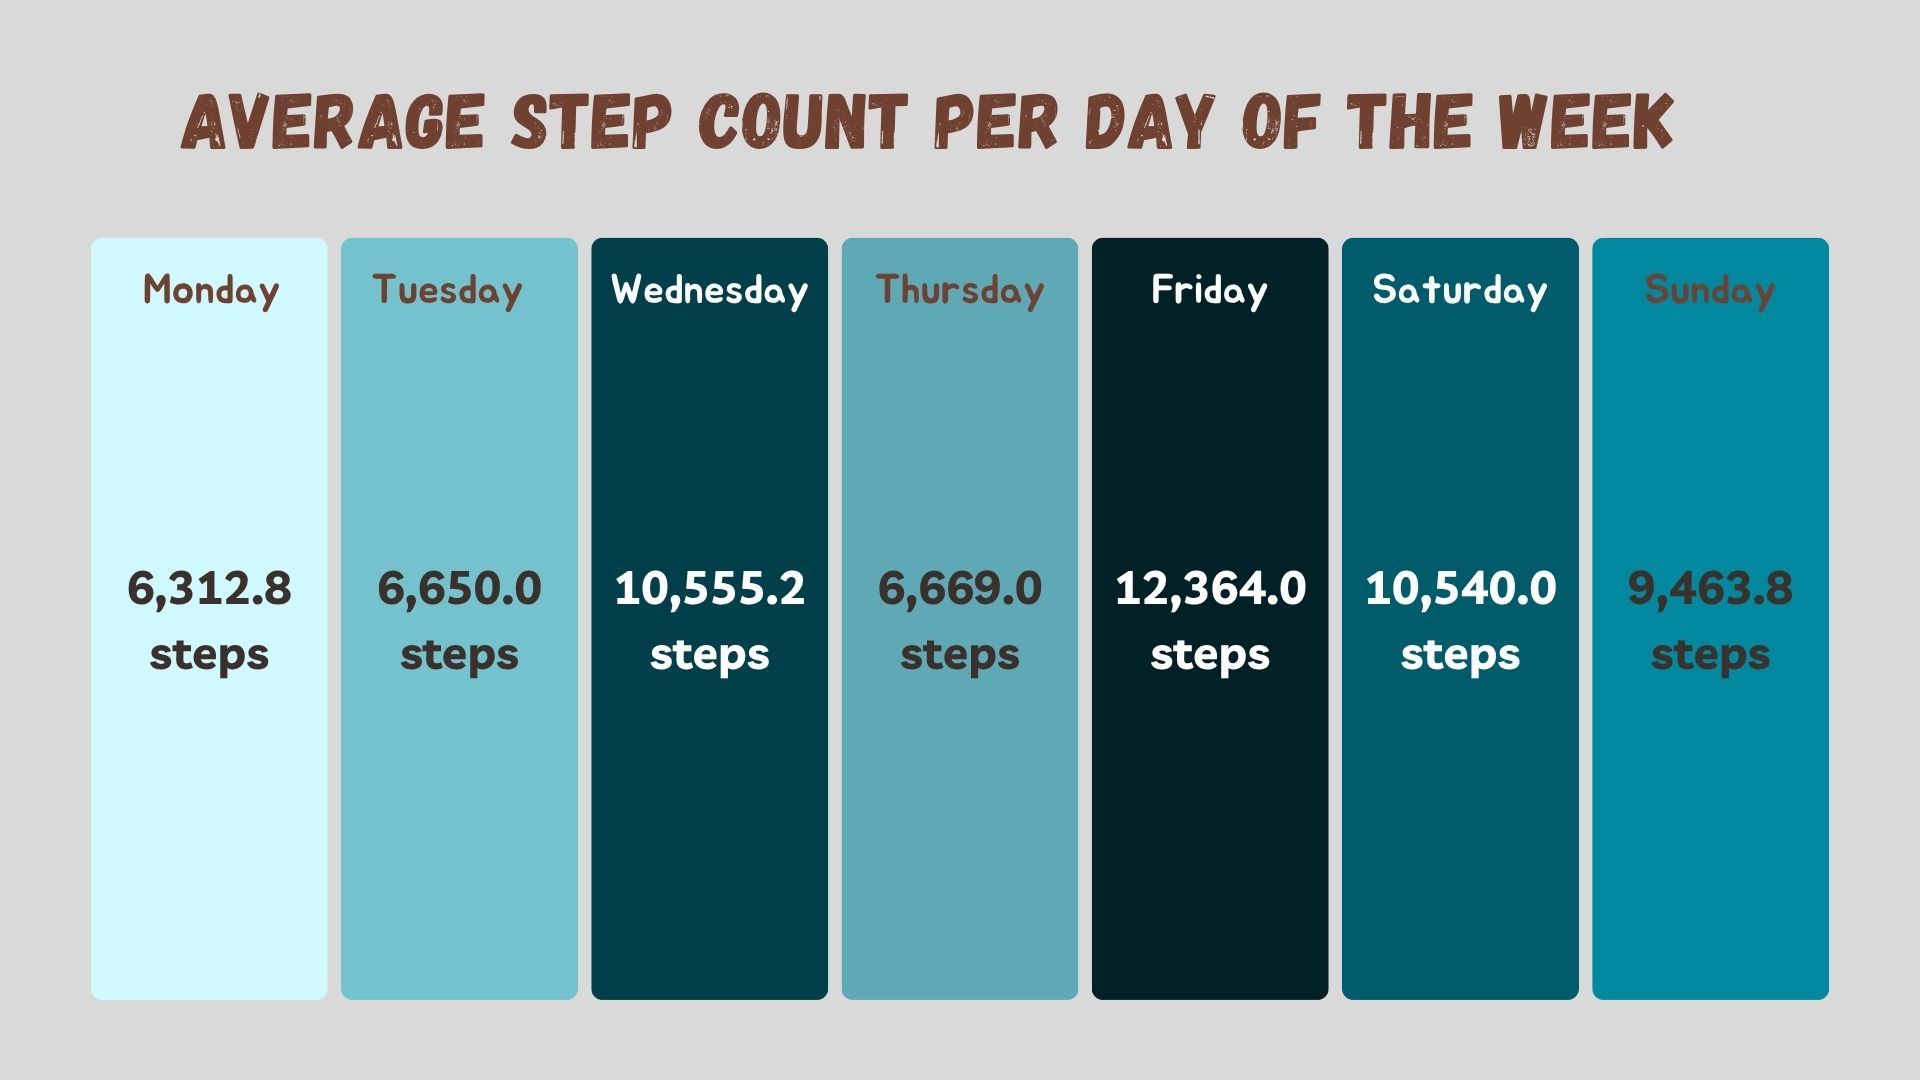 AVERAGE STEP COUNT PER DAY OF THE WEEK
Monday
6,312.8
steps
Tuesday
6,650.0
steps
Wednesday
10,555.2
steps
Thursday
6,669.0
steps
Friday
12,364.0
steps
Saturday
10,540.0
steps
Sunday
9,463.8
steps